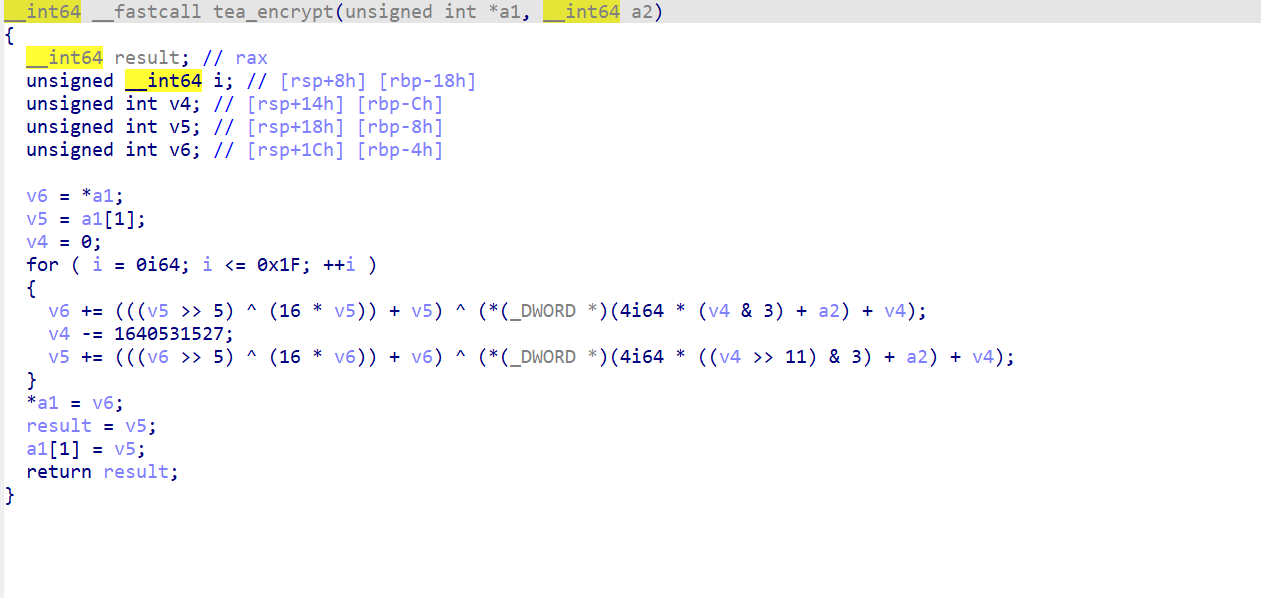 __int64 __fastcall tea_encrypt(unsigned int *a1, __int64 a2)
{
  __int64 result; // rax
  unsigned __int64 i; // [rsp+8h] [rbp-18h]
  unsigned int v4; // [rsp+14h] [rbp-Ch]
  unsigned int v5; // [rsp+18h] [rbp-8h]
  unsigned int v6; // [rsp+1Ch] [rbp-4h]

  v6 = *a1;
  v5 = a1[1];
  v4 = 0;
  for ( i = 0i64; i <= 0x1F; ++i )
  {
    v6 += (((v5 >> 5) ^ (16 * v5)) + v5) ^ (*(_DWORD *)(4i64 * (v4 & 3) + a2) + v4);
    v4 -= 1640531527;
    v5 += (((v6 >> 5) ^ (16 * v6)) + v6) ^ (*(_DWORD *)(4i64 * ((v4 >> 11) & 3) + a2) + v4);
  }
  *a1 = v6;
  result = v5;
  a1[1] = v5;
  return result;
}